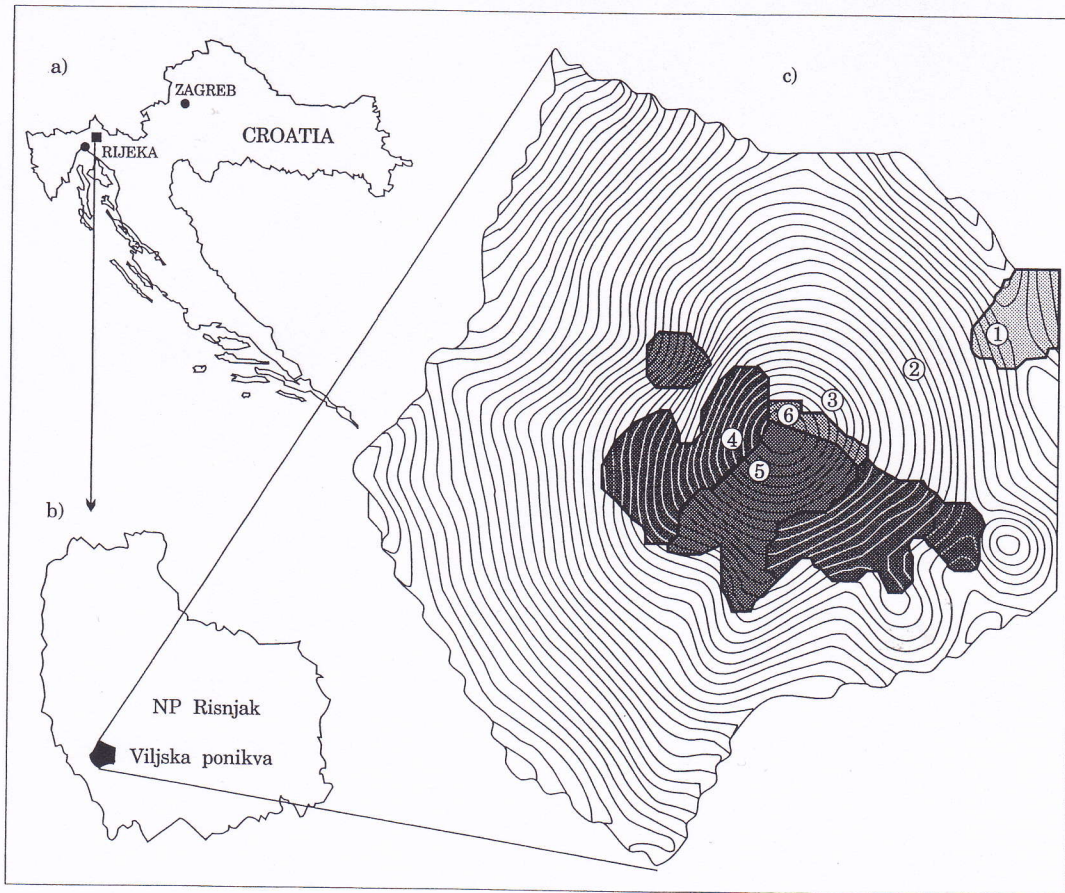 a)
ZAGREB
CROATIA
RIJEKA
b)
NP Risnjak
Viljska ponikva
c)
1
2
3
6
4
5